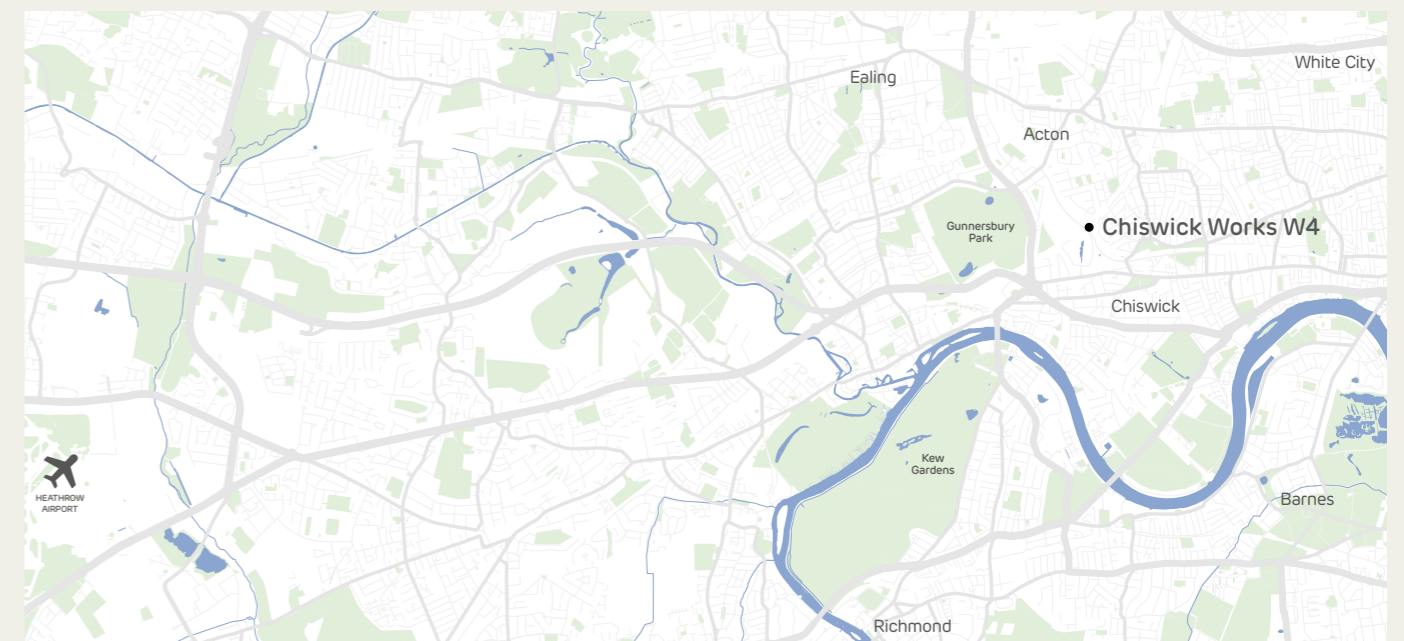 White City
Ealing
Acton
Gunnersbury
Park
Chiswick Works W4
Chiswick
Kew
Gardens
HEATHROW
AIRPORT
Barnes
Richmond